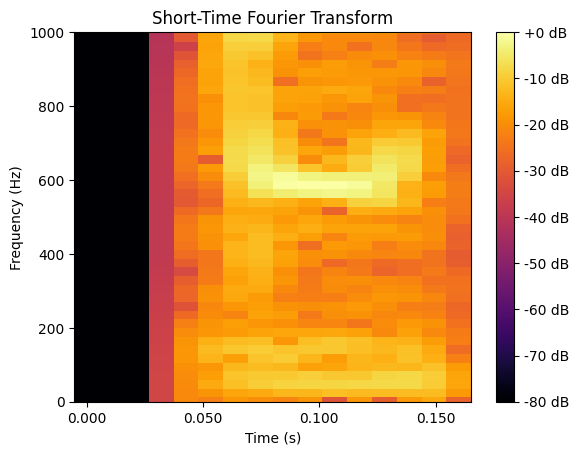 Short-Time Fourier Transform
1000
800
600
400
200
0
Frequency (Hz)
0.000
0.050
0.100
0.150
Time (s)
+0 dB
-10 dB
-20 dB
-30 dB
-40 dB
-50 dB
-60 dB
-70 dB
-80 dB